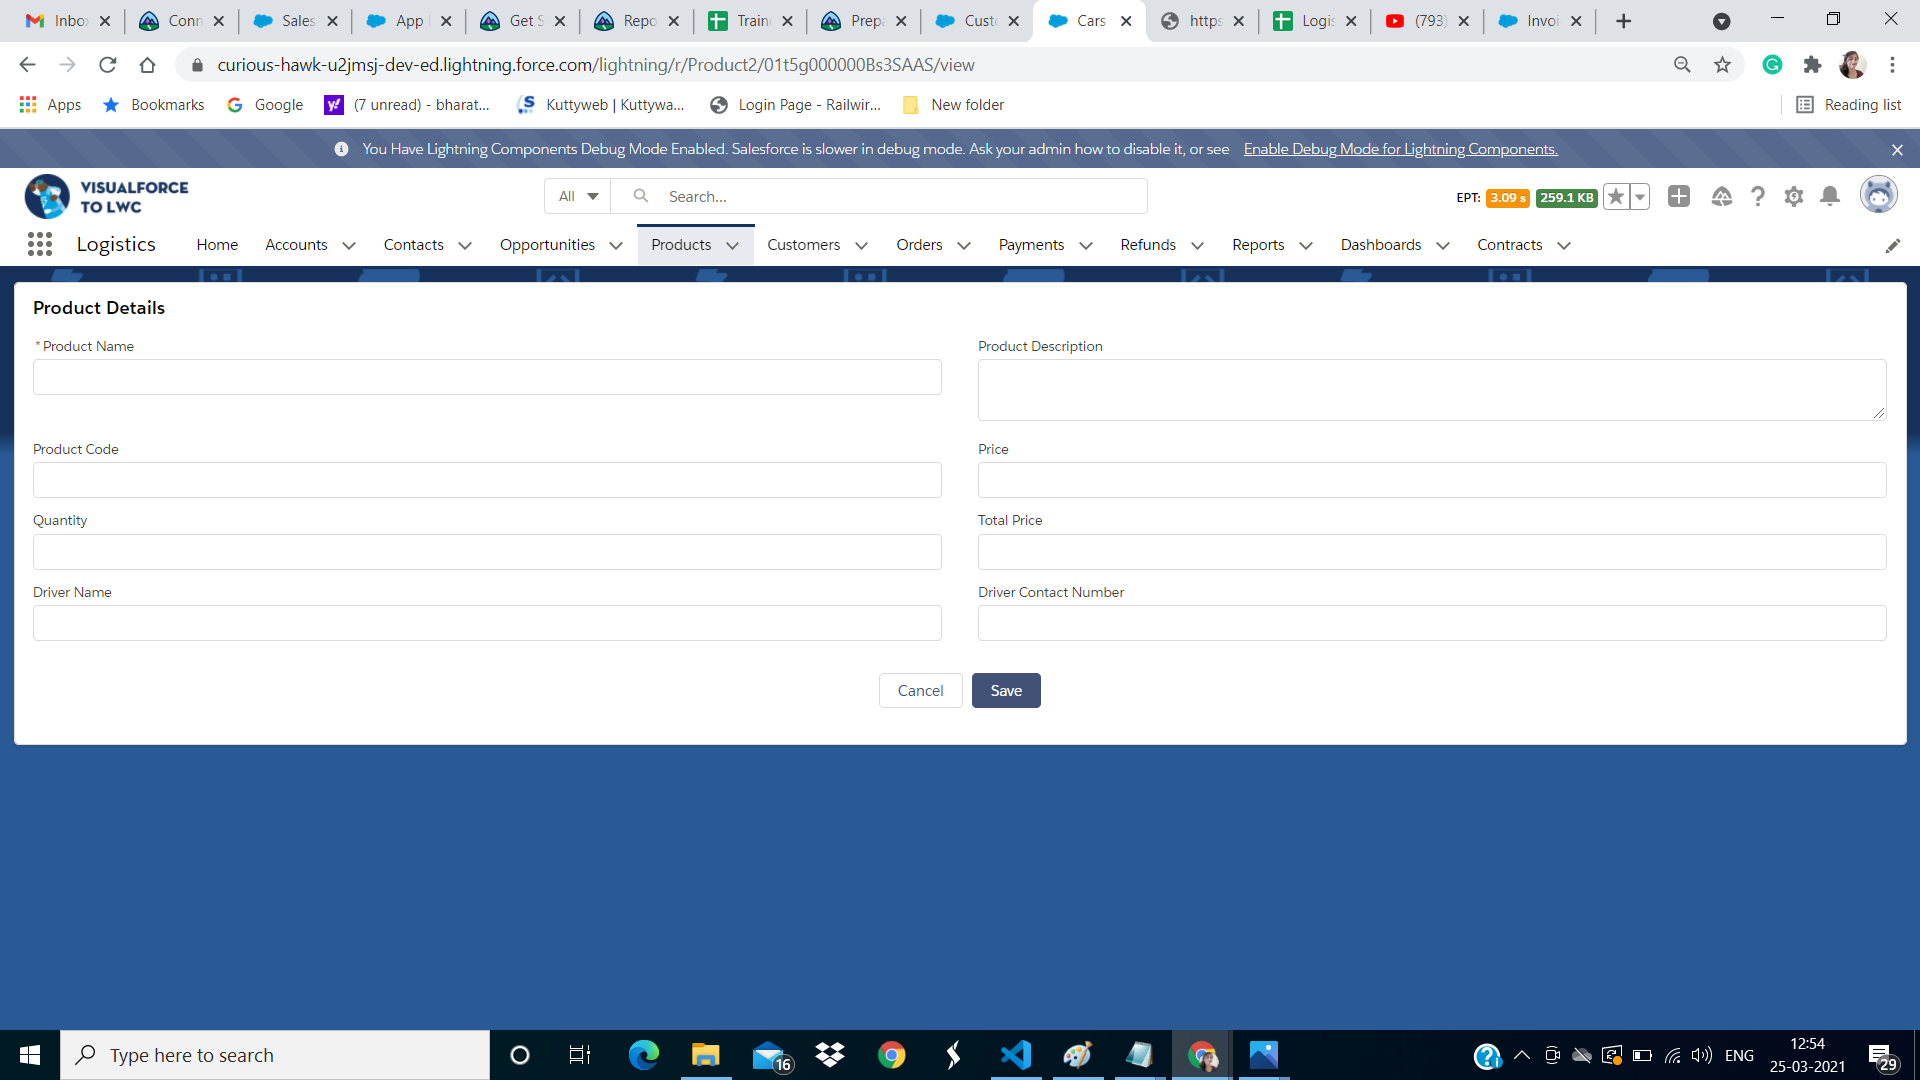 Inbo
Conn
Sales
App
Get S
Repo
Train
Prepa
Cust
Cars
https
Logis
(793)
Invoi
curious-hawk-u2jmsj-dev-ed.lightning.force.com/lightning/r/Product2/01t5g000000Bs3SAAS/view
Apps
Bookmarks
Google
(7 unread) - bharat...
Kuttyweb | Kuttywa...
Login Page - Railwir...
New folder
Reading list
You Have Lightning Components Debug Mode Enabled. Salesforce is slower in debug mode. Ask your admin how to disable it, or see Enable Debug Mode for Lightning Components.
VISUALFORCE
TO LWC
All
Search...
EPT: 3.09 s 259.1 KB
Logistics
Home
Accounts
Contacts
Opportunities
Products
Customers
Orders
Payments
Refunds
Reports
Dashboards
Contracts
Product Details
* Product Name
Product Description
Product Code
Price
Quantity
Total Price
Driver Name
Driver Contact Number
Cancel
Save
Type here to search
16
ENG
12:54
25-03-2021
29